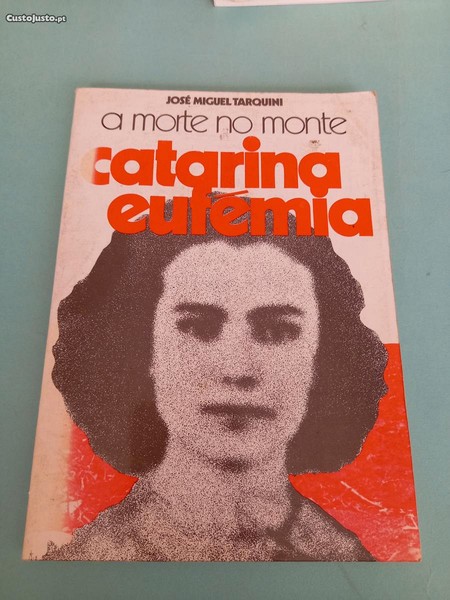 CustoJusto.pt
JOSÉ MIGUEL TARQUINI
a morte no monte
catarina
eufémia